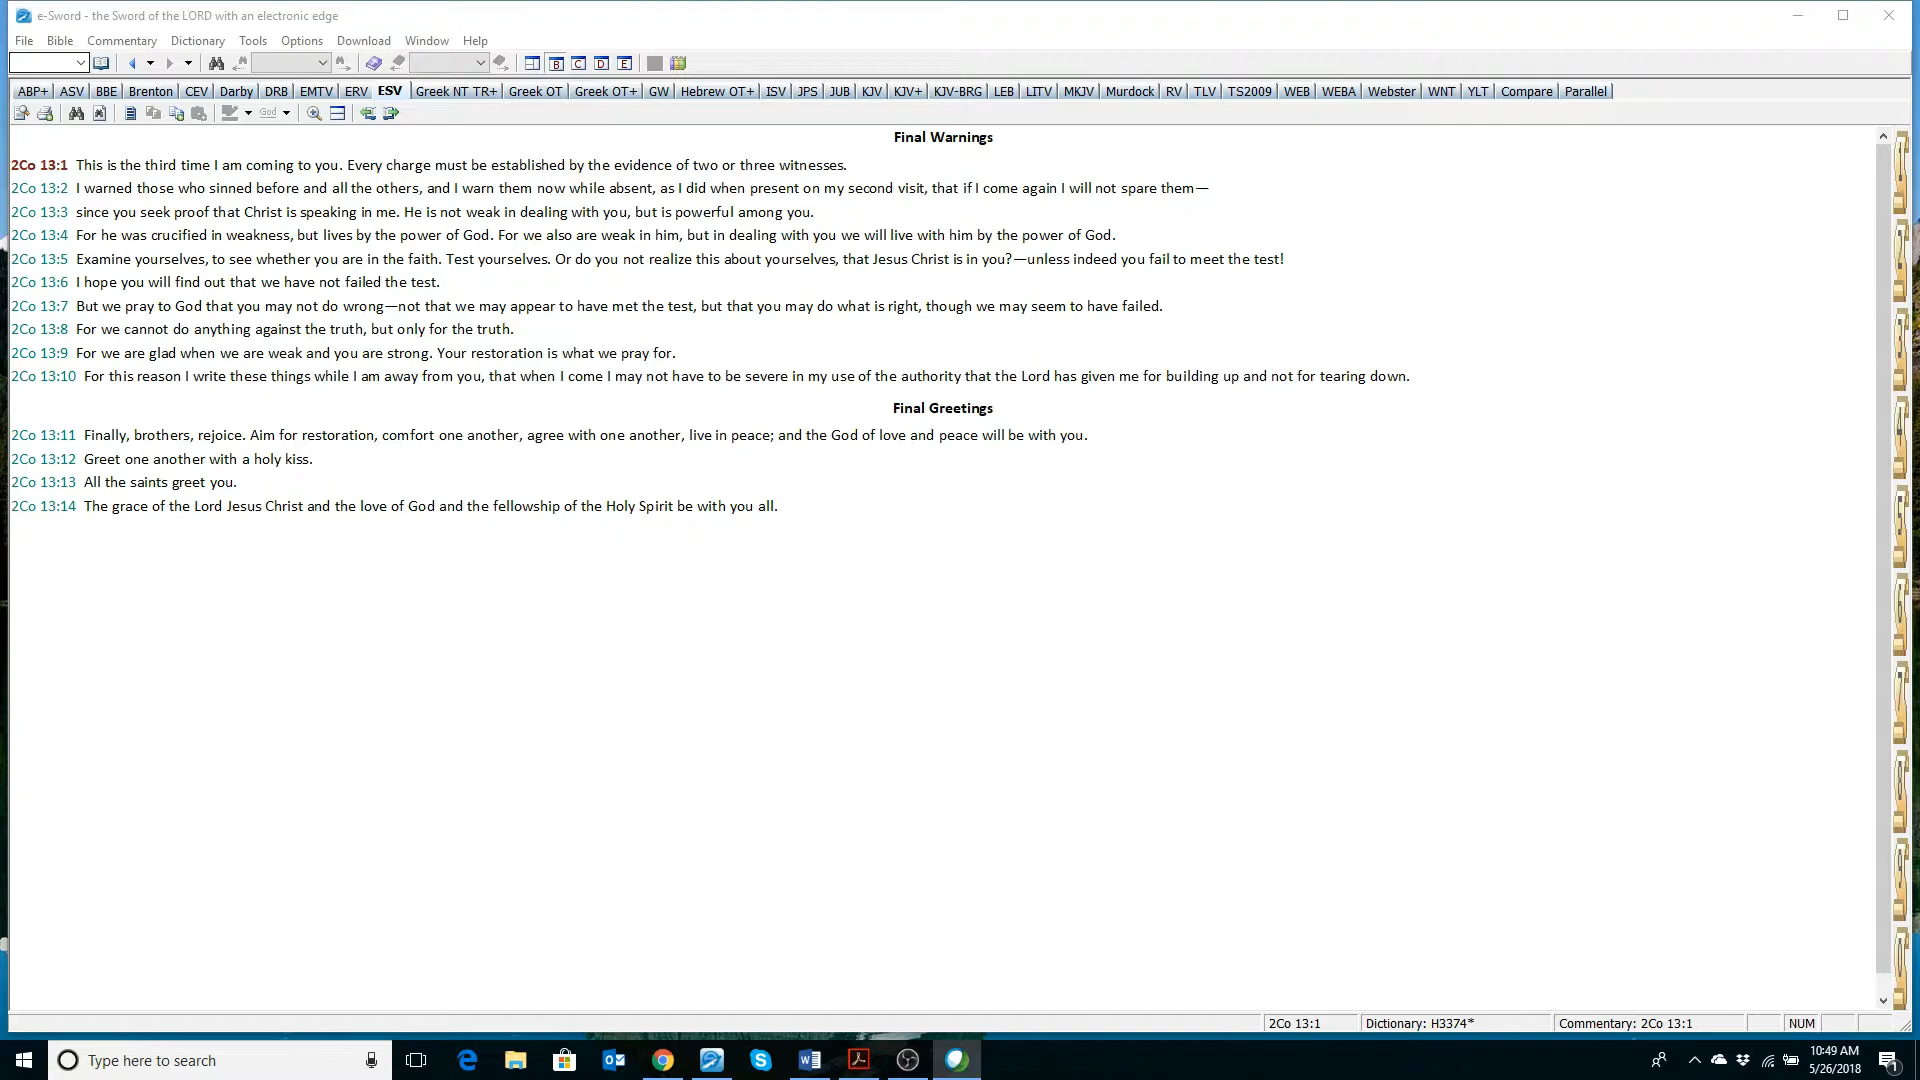 e-Sword - the Sword of the LORD with an electronic edge
File Bible Commentary Dictionary Tools Options Download Window Help
B C D E
ABP+ ASV BBE Brenton CEV Darby DRB EMTV ERV ESV Greek NT TR+ Greek OT Greek OT+ GW Hebrew OT+ ISV JPS JUB KJV KJV+ KJV-BRG LEB LITV MKJV Murdock RV TLV TS2009 WEB WEBA Webster WNT YLT Compare Parallel
God
Final Warnings
2Co 13:1 This is the third time I am coming to you. Every charge must be established by the evidence of two or three witnesses.
2Co 13:2 I warned those who sinned before and all the others, and I warn them now while absent, as I did when present on my second visit, that if I come again I will not spare them—
2Co 13:3 since you seek proof that Christ is speaking in me. He is not weak in dealing with you, but is powerful among you.
2Co 13:4 For he was crucified in weakness, but lives by the power of God. For we also are weak in him, but in dealing with you we will live with him by the power of God.
2Co 13:5 Examine yourselves, to see whether you are in the faith. Test yourselves. Or do you not realize this about yourselves, that Jesus Christ is in you?—unless indeed you fail to meet the test!
2Co 13:6 I hope you will find out that we have not failed the test.
2Co 13:7 But we pray to God that you may not do wrong—not that we may appear to have met the test, but that you may do what is right, though we may seem to have failed.
2Co 13:8 For we cannot do anything against the truth, but only for the truth.
2Co 13:9 For we are glad when we are weak and you are strong. Your restoration is what we pray for.
2Co 13:10 For this reason I write these things while I am away from you, that when I come I may not have to be severe in my use of the authority that the Lord has given me for building up and not for tearing down.
Final Greetings
2Co 13:11 Finally, brothers, rejoice. Aim for restoration, comfort one another, agree with one another, live in peace; and the God of love and peace will be with you.
2Co 13:12 Greet one another with a holy kiss.
2Co 13:13 All the saints greet you.
2Co 13:14 The grace of the Lord Jesus Christ and the love of God and the fellowship of the Holy Spirit be with you all.
1
2
3
4
5
6
7
8
9
0
2Co 13:1 Dictionary: H3374* Commentary: 2Co 13:1 NUM
Type here to search
10:49 AM
5/26/2018
1